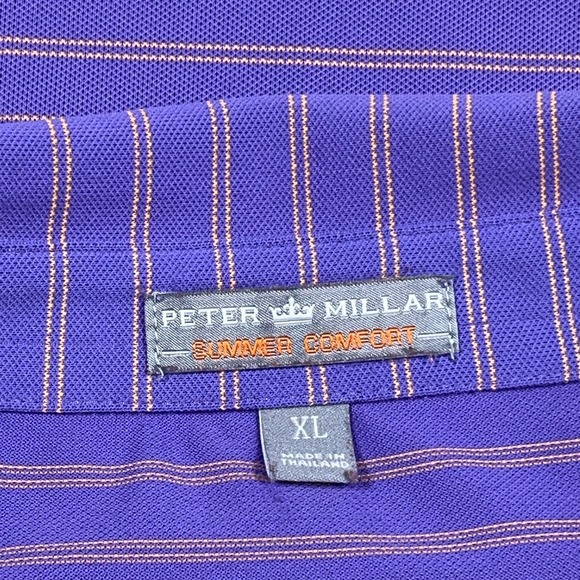 PETER MILLAR
SUMMER COMFORT
XL
MADE IN
THAILAND